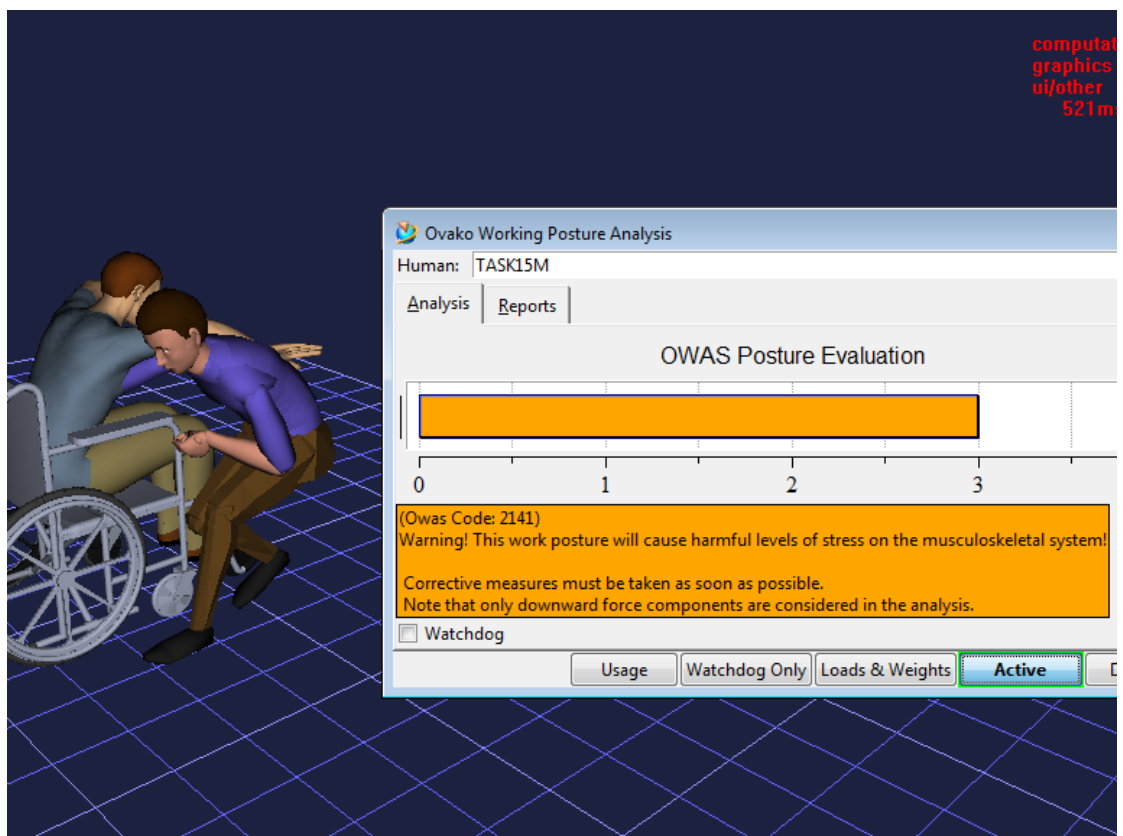 computat
graphics
ui/other
521ms
Ovako Working Posture Analysis
Human: TASK15M
Analysis Reports
OWAS Posture Evaluation
0 1 2 3
(Owas Code: 2141)
Warning! This work posture will cause harmful levels of stress on the musculoskeletal system!
Corrective measures must be taken as soon as possible.
Note that only downward force components are considered in the analysis.
Watchdog
Usage Watchdog Only Loads & Weights Active